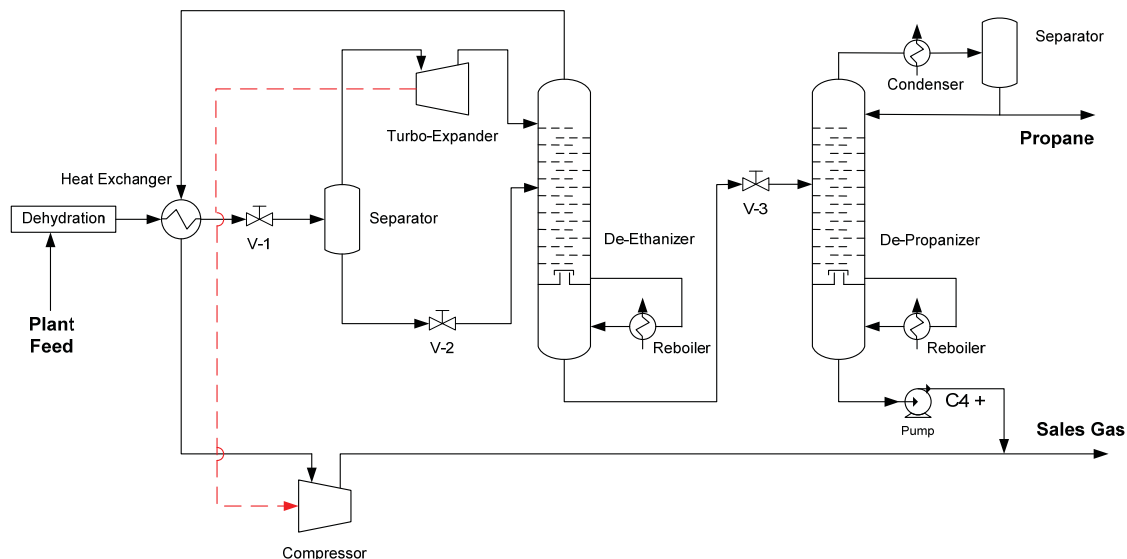 Separator
Condenser
Propane
Turbo-Expander
Heat Exchanger
Dehydration
Separator
V-1
V-3
De-Ethanizer
De-Propanizer
Plant
Feed
V-2
Reboiler
Reboiler
C4 +
Pump
Sales Gas
Compressor